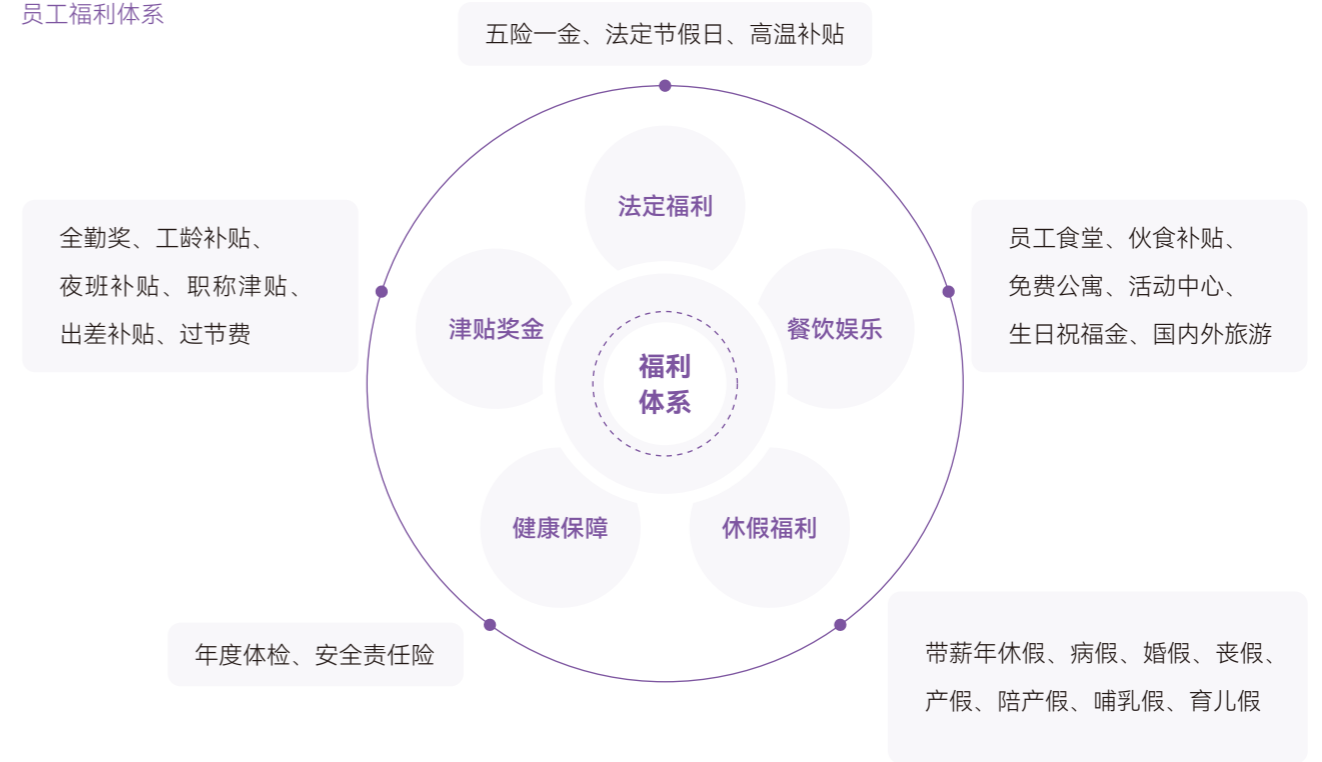 员工福利体系
五险一金、法定节假日、高温补贴
法定福利
全勤奖、工龄补贴、
夜班补贴、职称津贴、
出差补贴、过节费
津贴奖金
餐饮娱乐
员工食堂、伙食补贴、
免费公寓、活动中心、
生日祝福金、国内外旅游
福利
体系
健康保障
休假福利
年度体检、安全责任险
带薪年休假、病假、婚假、丧假、
产假、陪产假、哺乳假、育儿假